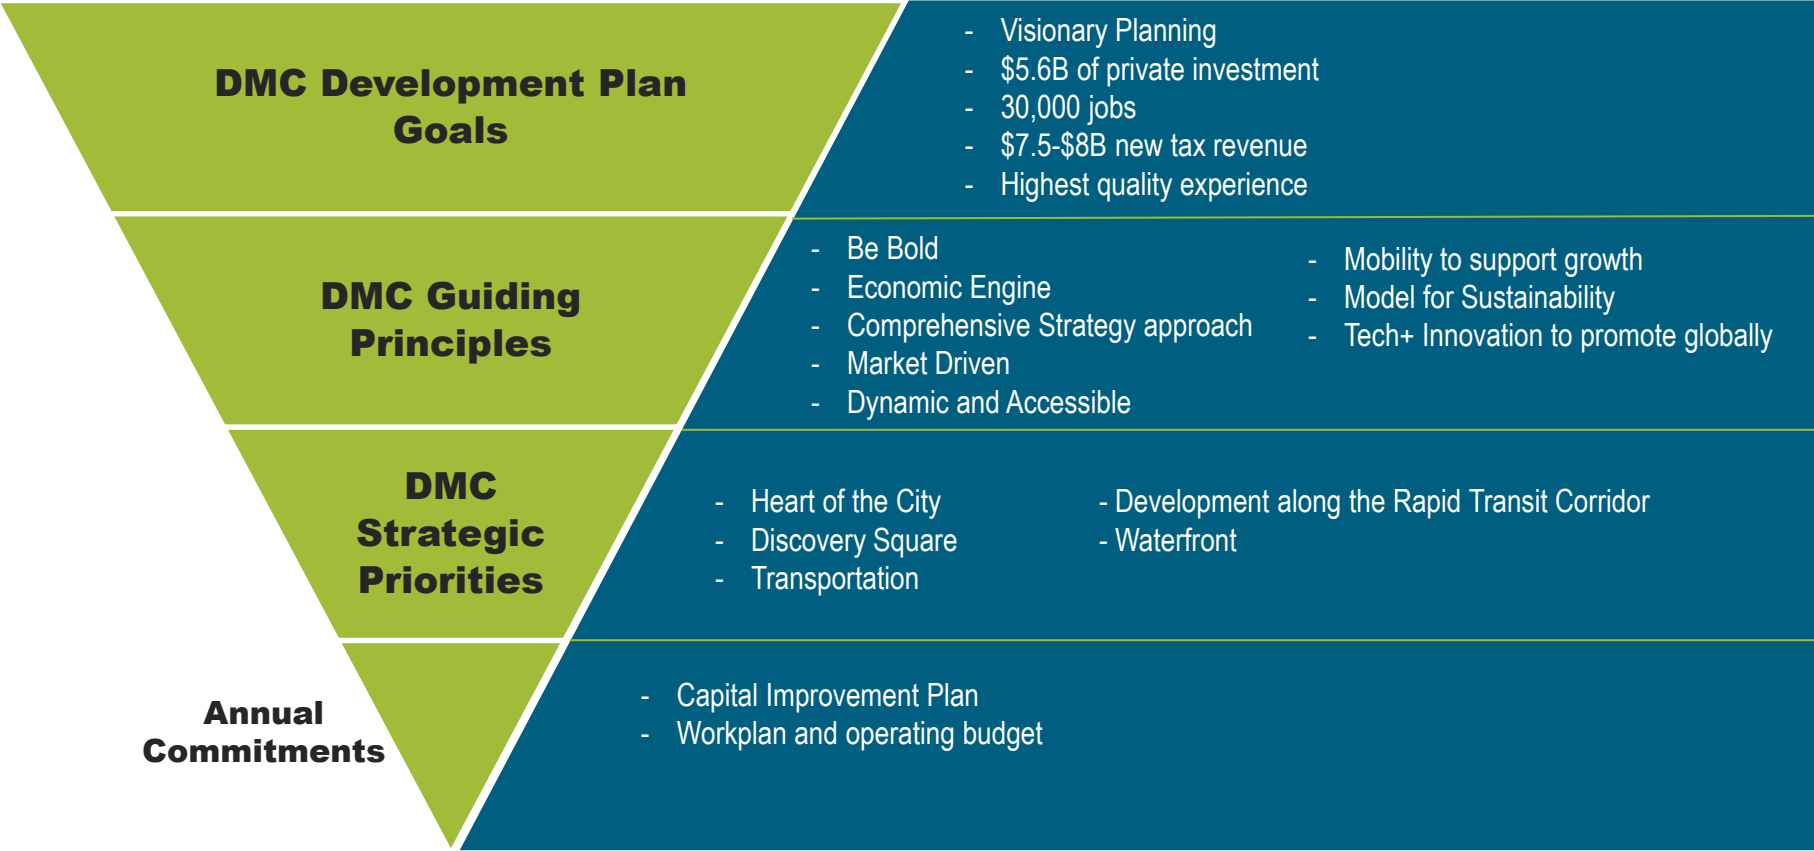 DMC Development Plan
Goals
- Visionary Planning
- $5.6B of private investment
- 30,000 jobs
- $7.5-$8B new tax revenue
- Highest quality experience
DMC Guiding
Principles
- Be Bold
- Economic Engine
- Comprehensive Strategy approach
- Market Driven
- Dynamic and Accessible
- Mobility to support growth
- Model for Sustainability
- Tech+ Innovation to promote globally
DMC
Strategic
Priorities
- Heart of the City
- Discovery Square
- Transportation
- Development along the Rapid Transit Corridor
- Waterfront
Annual
Commitments
- Capital Improvement Plan
- Workplan and operating budget